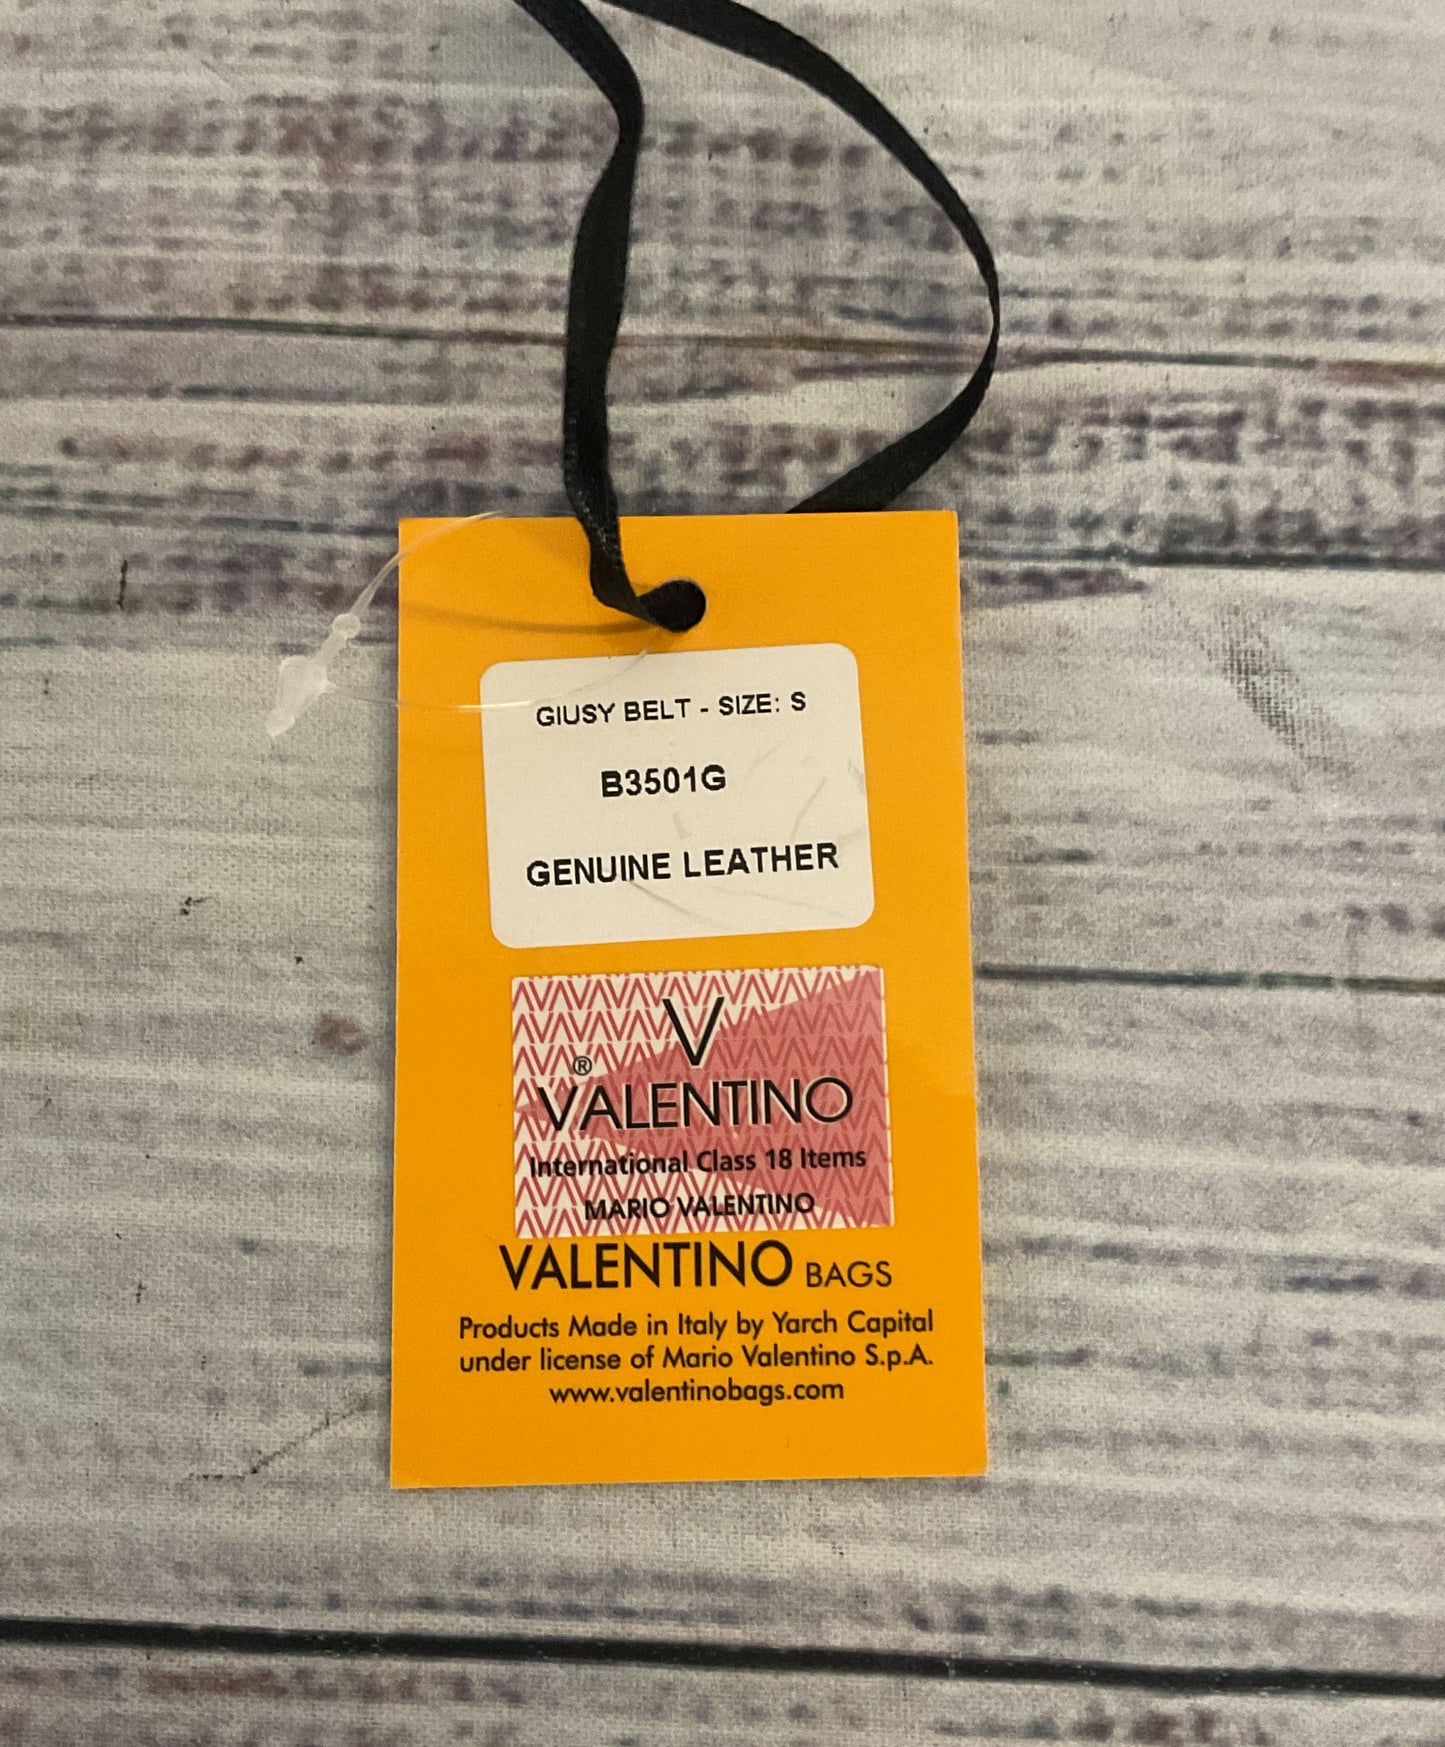 GIUSY BELT - SIZE: S
B3501G
GENUINE LEATHER
V
VALENTINO®
International Class 18 Items
MARIO VALENTINO
VALENTINO BAGS
Products Made in Italy by Yarch Capital
under license of Mario Valentino S.p.A.
www.valentinobags.com